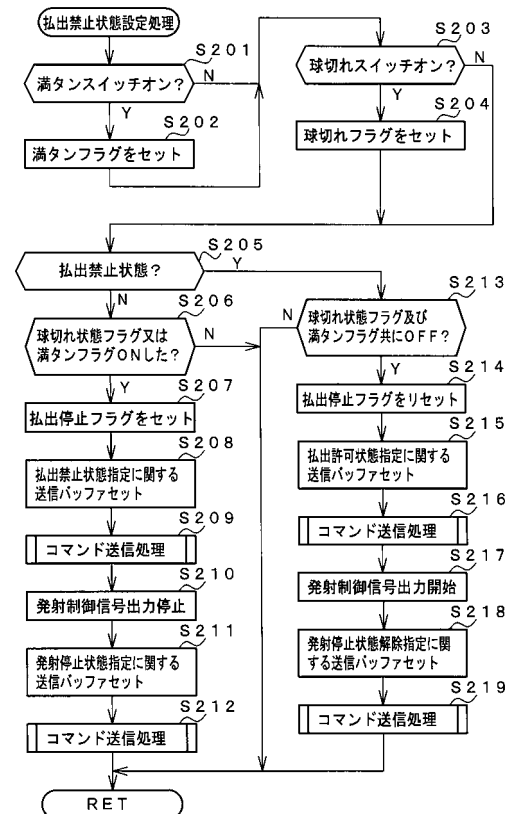 払出禁止状態設定処理
S201
満タンスイッチオン?
N
Y
S202
満タンフラグをセット
S203
球切れスイッチオン?
N
Y
S204
球切れフラグをセット
S205
払出禁止状態?
Y
N
S206
球切れ状態フラグ又は
満タンフラグONした?
N
Y
S207
払出停止フラグをセット
S208
払出禁止状態指定に関する
送信バッファセット
S209
コマンド送信処理
S210
発射制御信号出力停止
S211
発射停止状態指定に関する
送信バッファセット
S212
コマンド送信処理
S213
N
球切れ状態フラグ及び
満タンフラグ共にOFF?
Y
S214
払出停止フラグをリセット
S215
払出許可状態指定に関する
送信バッファセット
S216
コマンド送信処理
S217
発射制御信号出力開始
S218
発射停止状態解除指定に関
する送信バッファセット
S219
コマンド送信処理
RET